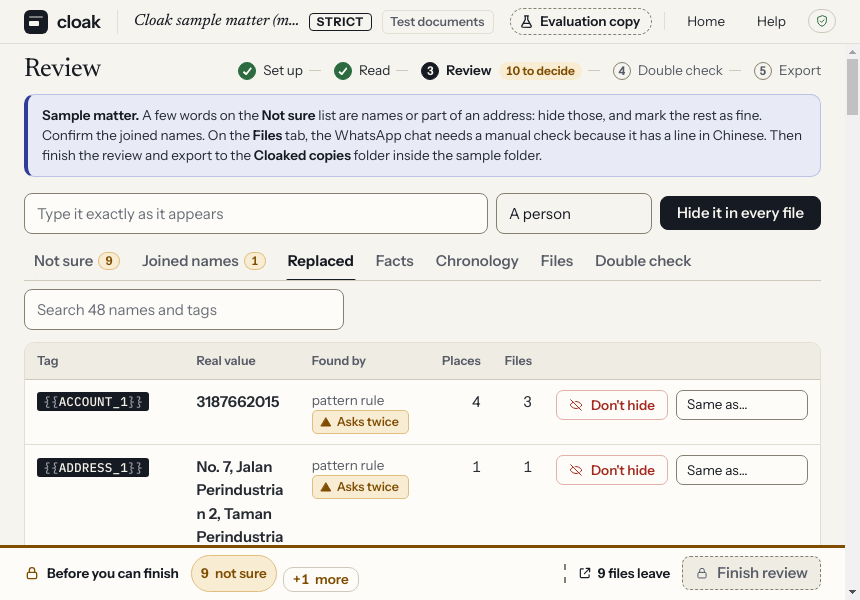 cloak
Cloak sample matter (m...
STRICT
Test documents
Evaluation copy
Home
Help
Review
Set up
Read
3 Review 10 to decide
4 Double check
5 Export
Sample matter. A few words on the Not sure list are names or part of an address: hide those, and mark the rest as fine.
Confirm the joined names. On the Files tab, the WhatsApp chat needs a manual check because it has a line in Chinese. Then
finish the review and export to the Cloaked copies folder inside the sample folder.
Type it exactly as it appears
A person
Hide it in every file
Not sure 9
Joined names 1
Replaced
Facts
Chronology
Files
Double check
Search 48 names and tags
Tag
Real value
Found by
Places
Files
{{ACCOUNT_1}}
3187662015
pattern rule
Asks twice
4
3
Don't hide
Same as...
{{ADDRESS_1}}
No. 7, Jalan
Perindustria
n 2, Taman
Perindustria
pattern rule
Asks twice
1
1
Don't hide
Same as...
Before you can finish
9 not sure
+1 more
9 files leave
Finish review